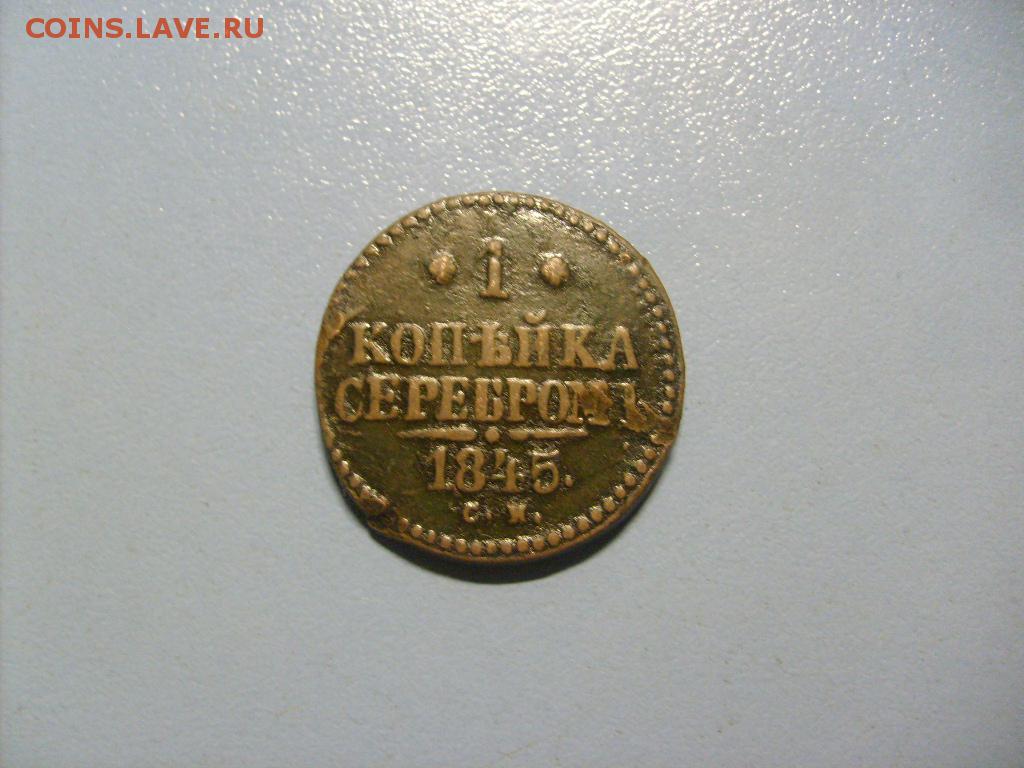 COINS.LAVE.RU
1
КОПѢЙКА
СЕРЕБРОМЪ
1845.
С. М.